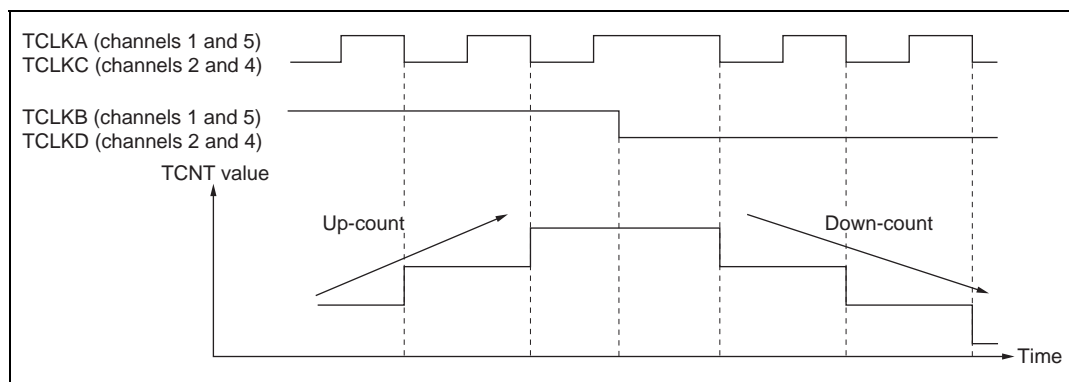 TCLKA (channels 1 and 5)
TCLKC (channels 2 and 4)
TCLKB (channels 1 and 5)
TCLKD (channels 2 and 4)
TCNT value
Up-count
Down-count
Time